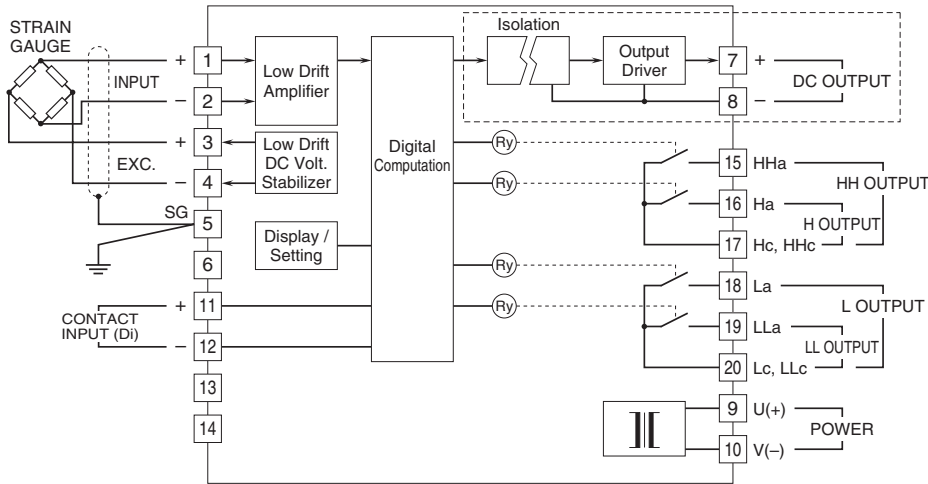 STRAIN
GAUGE
INPUT
EXC.
SG
+
−
+
−
1
2
3
4
5
6
CONTACT
INPUT (Di)
+
−
11
12
13
14
Low Drift
Amplifier
Low Drift
DC Volt.
Stabilizer
Display /
Setting
Digital
Computation
Isolation
Output
Driver
Ry
Ry
Ry
Ry
7 +
8 −
DC OUTPUT
15 HHa
16 Ha
17 Hc, HHc
HH OUTPUT
H OUTPUT
18 La
19 LLa
20 Lc, LLc
L OUTPUT
LL OUTPUT
9 U(+)
10 V(−)
POWER